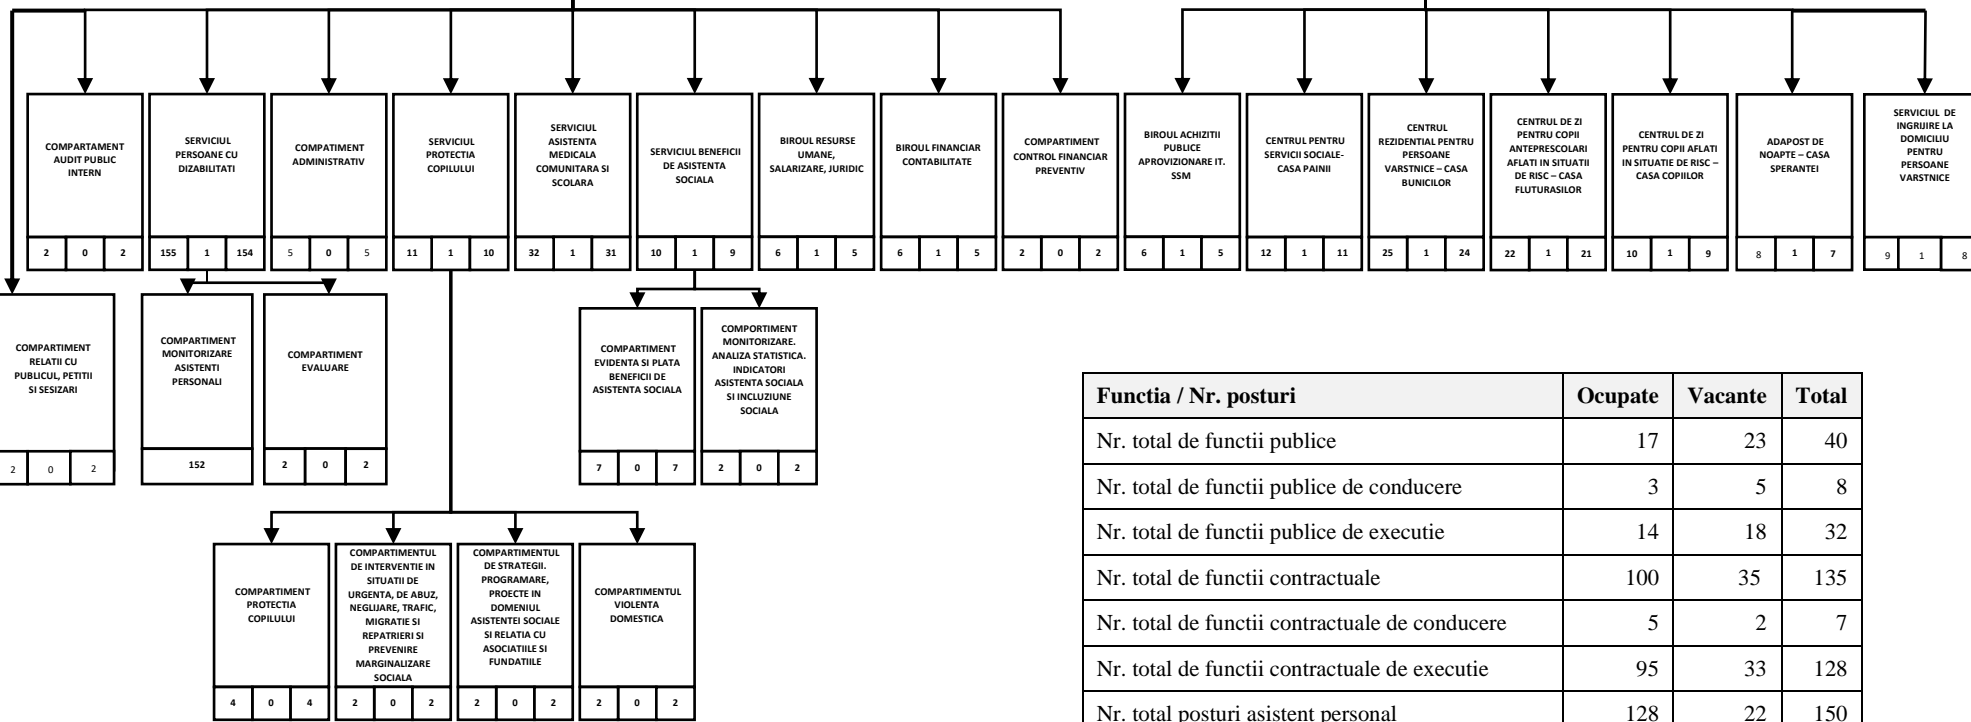 COMPARTAMENT
AUDIT PUBLIC
INTERN
2 0 2
SERVICIUL
PERSOANE CU
DIZABILITATI
155 1 154
COMPATIMENT
ADMINISTRATIV
5 0 5
SERVICIUL
PROTECTIA
COPILULUI
11 1 10
SERVICIUL
ASISTENTA
MEDICALA
COMUNITARA SI
SCOLARA
32 1 31
SERVICIU BENEFICII
DE ASISTENTA
SOCIALA
10 1 9
BIROUL RESURSE
UMANE,
SALARIZARE, JURIDIC
6 1 5
BIROUL FINANCIAR
CONTABILITATE
6 1 5
COMPARTIMENT
CONTROL FINANCIAR
PREVENTIV
2 0 2
BIROUL ACHIZITII
PUBLICE
APROVIZIONARE IT.
SSM
6 1 5
CENTRUL PENTRU
SERVICII SOCIALE-
CASA PAINII
12 1 11
CENTRUL
REZIDENTIAL PENTRU
PERSOANE
VARSTNICE – CASA
BUNICILOR
25 1 24
CENTRUL DE ZI
PENTRU COPII
ANTEPRESCOLARI
AFLATI IN SITUATII
DE RISC – CASA
FLUTURASILOR
22 1 21
CENTRUL DE ZI
PENTRU COPII AFLATI
IN SITUATIE DE RISC –
CASA COPIILOR
10 1 9
ADAPOST DE
NOAPTE – CASA
SPERANTEI
8 1 7
SERVICIUL DE
INGRIJIRE LA
DOMICILIU
PENTRU
PERSOANE
VARSTNICE
9 1 8
COMPARTIMENT
RELATII CU
PUBLICUL, PETITII
SI SESIZARI
2 0 2
COMPARTIMENT
MONITORIZARE
ASISTENTI
PERSONALI
152
COMPARTIMENT
EVALUARE
2 0 2
COMPARTIMENT
EVIDENTA SI PLATA
BENEFICII DE
ASISTENTA SOCIALA
7 0 7
COMPORTIMENT
MONITORIZARE.
ANALIZA STATISTICA.
INDICATORI
ASISTENTA SOCIALA
SI INCLUZIUNE
SOCIALA
2 0 2
COMPARTIMENT
PROTECTIA
COPILULUI
4 0 4
COMPARTIMENTUL
DE INTERVENTIE IN
SITUATII DE
URGENTA, DE ABUZ,
NEGLIJARE, TRAFIC,
MIGRATIE SI
REPATRIERI SI
PREVENIRE
MARGINALIZARE
SOCIALA
2 0 2
COMPARTIMENTUL
DE STRATEGII.
PROGRAMARE,
PROECTE IN
DOMENIUL
ASISTENTEI SOCIALE
SI RELATIA CU
ASOCIATIILE SI
FUNDATIILE
2 0 2
COMPARTIMENTUL
VIOLENTA
DOMESTICA
2 0 2
Functia / Nr. posturi Ocupate Vacante Total
Nr. total de functii publice 17 23 40
Nr. total de functii publice de conducere 3 5 8
Nr. total de functii publice de executie 14 18 32
Nr. total de functii contractuale 100 35 135
Nr. total de functii contractuale de conducere 5 2 7
Nr. total de functii contractuale de executie 95 33 128
Nr. total posturi asistent personal 128 22 150